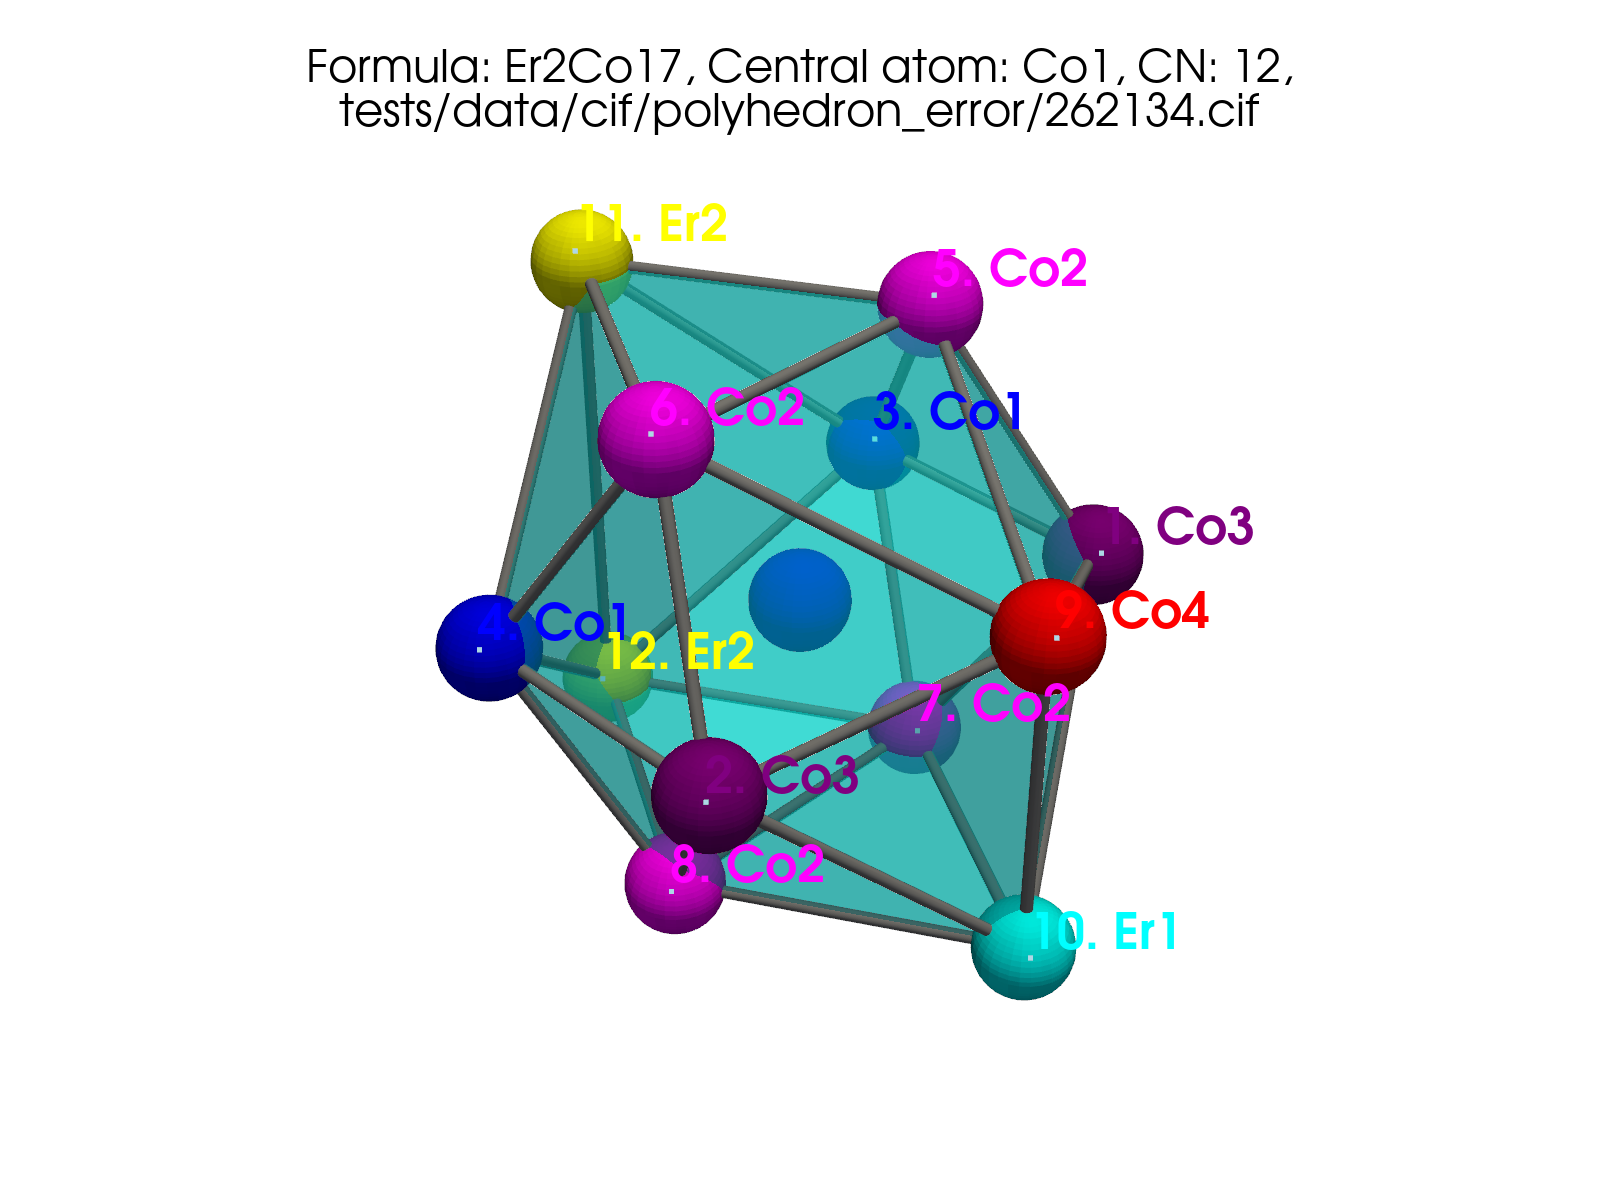 Formula: Er2Co17, Central atom: Co1, CN: 12,
tests/data/cif/polyhedron_error/262134.cif
11. Er2
5. Co2
6. Co2
3. Co1
1. Co3
9. Co4
4. Co1
12. Er2
7. Co2
2. Co3
8. Co2
10. Er1